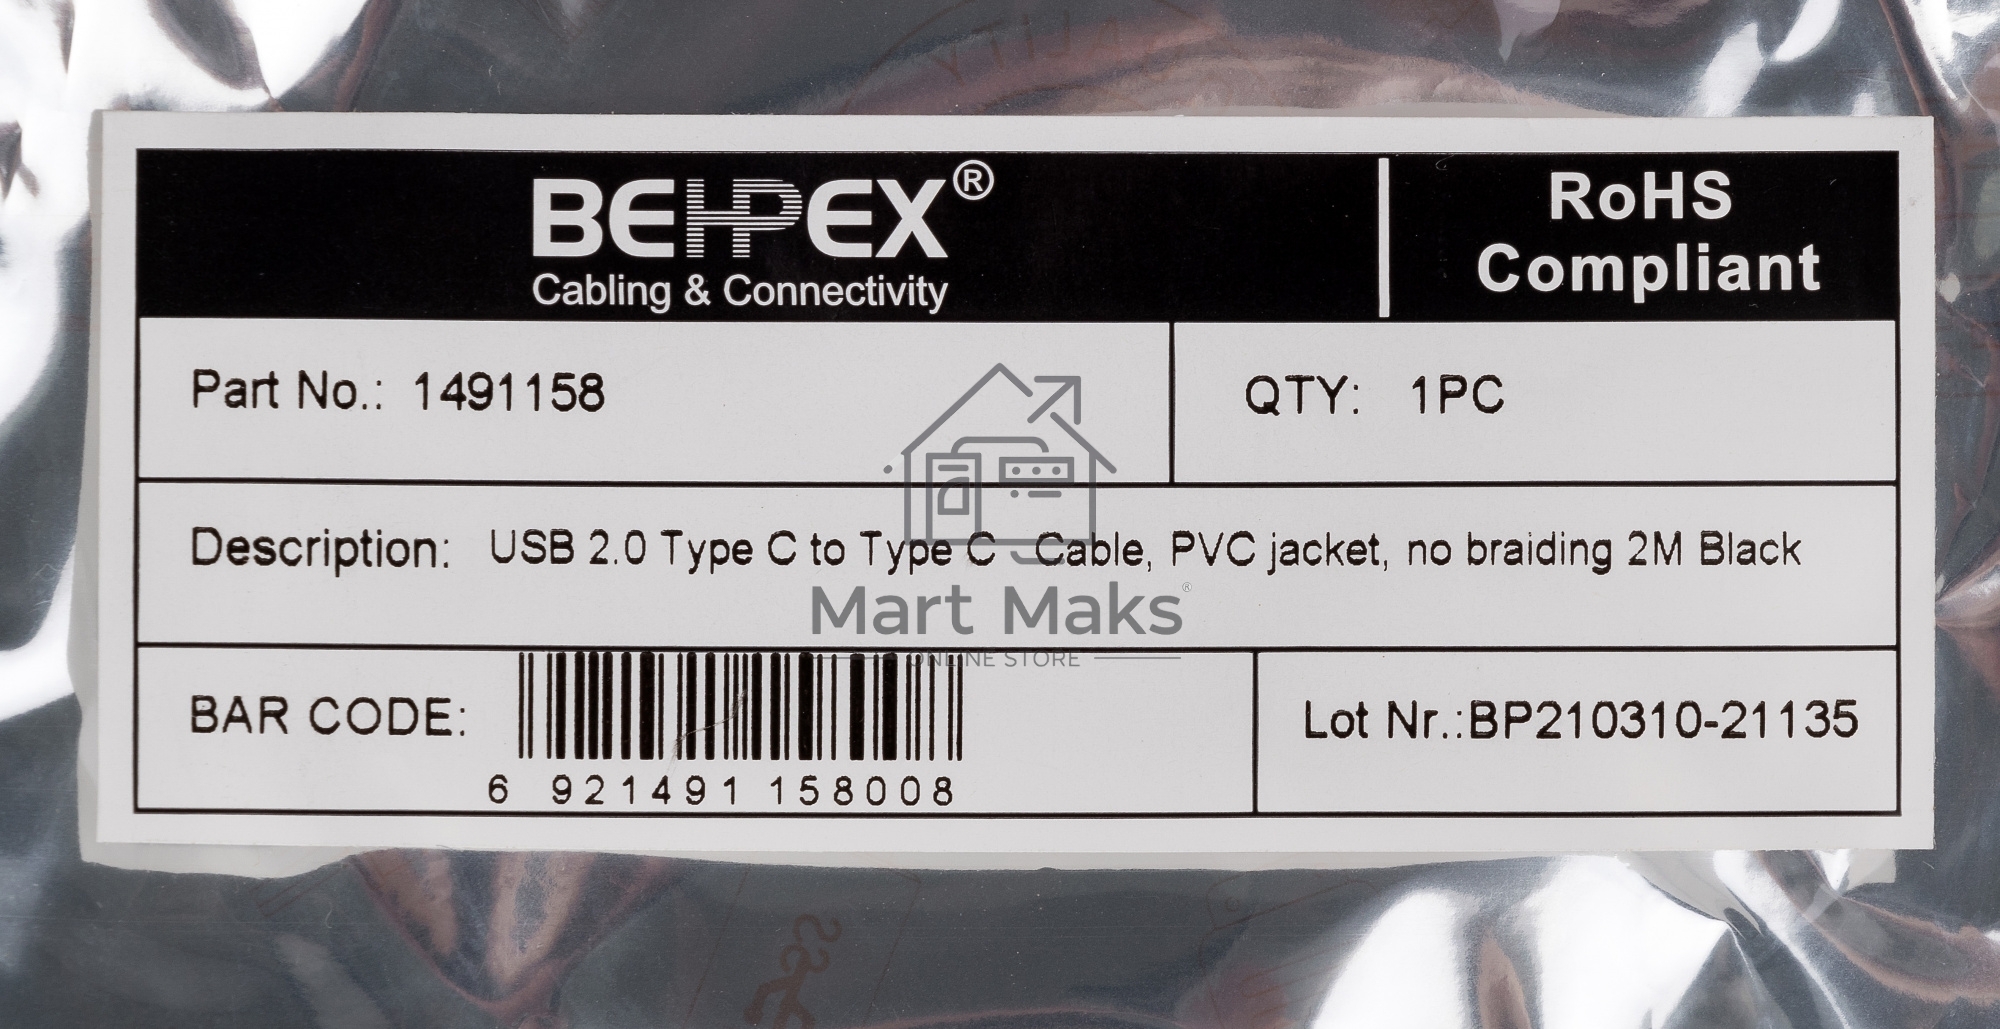 BEHPEX®
Cabling & Connectivity
RoHS
Compliant
Part No.: 1491158
QTY: 1PC
Description: USB 2.0 Type C to Type C Cable, PVC jacket, no braiding 2M Black
Mart Maks®
ONLINE STORE
BAR CODE:
6 921491 158008
Lot Nr.:BP210310-21135